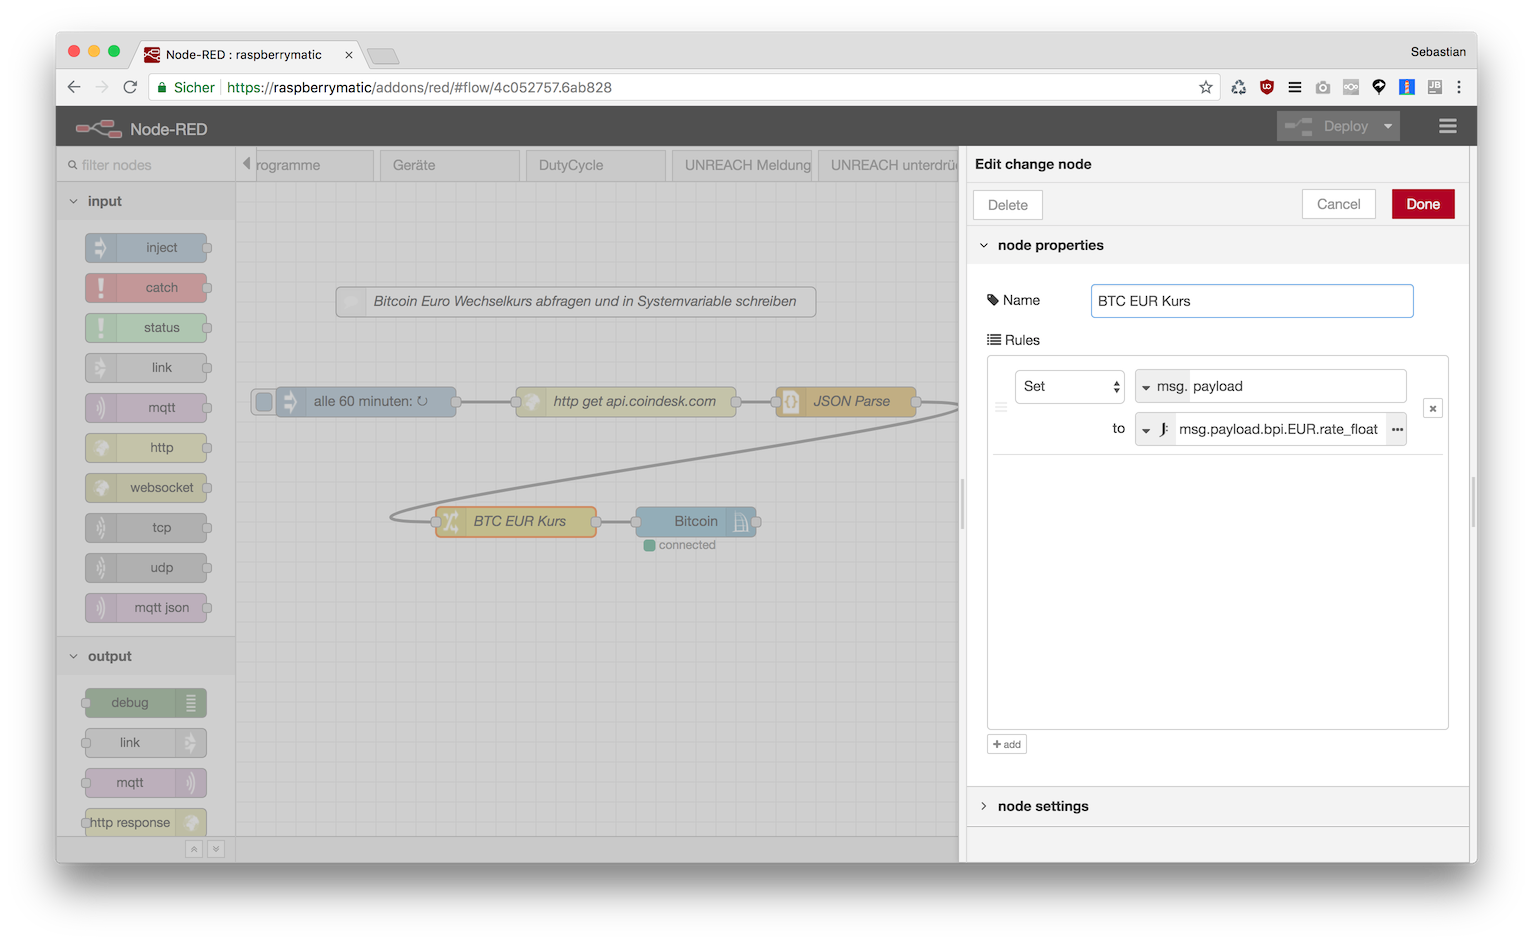 Node-RED : raspberrymatic
Sebastian
Sicher
https://raspberrymatic/addons/red/#flow/4c052757.6ab828
Node-RED
Deploy
filter nodes
rogramme
Geräte
DutyCycle
UNREACH Meldung
UNREACH unterdrü
input
inject
catch
status
link
mqtt
http
websocket
tcp
udp
mqtt json
output
debug
link
mqtt
http response
Bitcoin Euro Wechselkurs abfragen und in Systemvariable schreiben
alle 60 minuten: ↻
http get api.coindesk.com
JSON Parse
BTC EUR Kurs
Bitcoin
connected
Edit change node
Delete
Cancel
Done
node properties
Name
BTC EUR Kurs
Rules
Set
msg. payload
to
J: msg.payload.bpi.EUR.rate_float
add
node settings